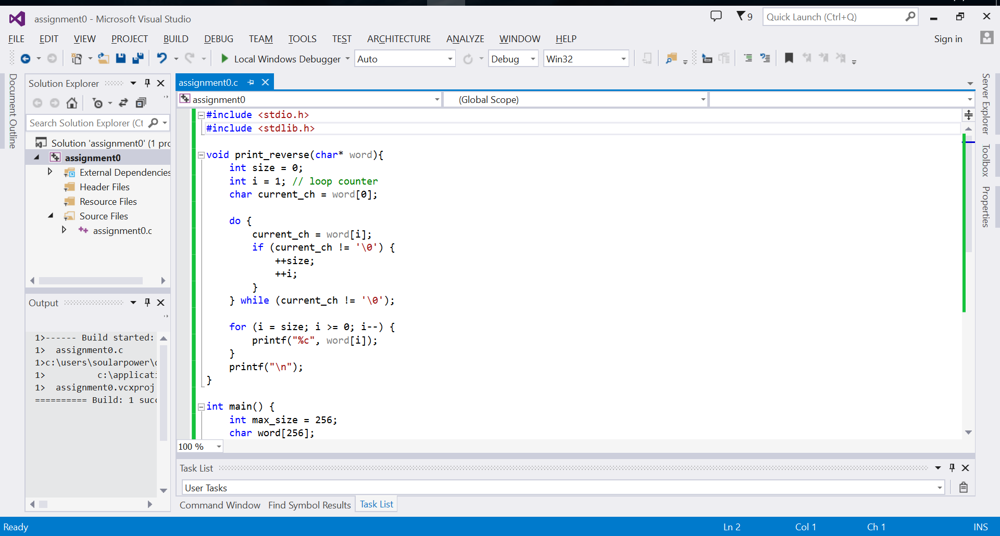 assignment0 - Microsoft Visual Studio
9
Quick Launch (Ctrl+Q)
FILE EDIT VIEW PROJECT BUILD DEBUG TEAM TOOLS TEST ARCHITECTURE ANALYZE WINDOW HELP
Sign in
Local Windows Debugger
Auto
Debug
Win32
Document Outline
Solution Explorer
Search Solution Explorer (Ct
Solution 'assignment0' (1 pro
assignment0
External Dependencies
Header Files
Resource Files
Source Files
assignment0.c
Output
1>------ Build started:
1>  assignment0.c
1>c:\users\soularpower\
1>          c:\applicati
1>  assignment0.vcxproj
========== Build: 1 succ
assignment0.c
assignment0
(Global Scope)
#include <stdio.h>
#include <stdlib.h>
void print_reverse(char* word){
    int size = 0;
    int i = 1; // loop counter
    char current_ch = word[0];
    do {
        current_ch = word[i];
        if (current_ch != '\0') {
            ++size;
            ++i;
        }
    } while (current_ch != '\0');
    for (i = size; i >= 0; i--) {
        printf("%c", word[i]);
    }
    printf("\n");
}
int main() {
    int max_size = 256;
    char word[256];
100 %
Task List
User Tasks
Command Window Find Symbol Results Task List
Server Explorer
Toolbox
Properties
Ready
Ln 2
Col 1
Ch 1
INS